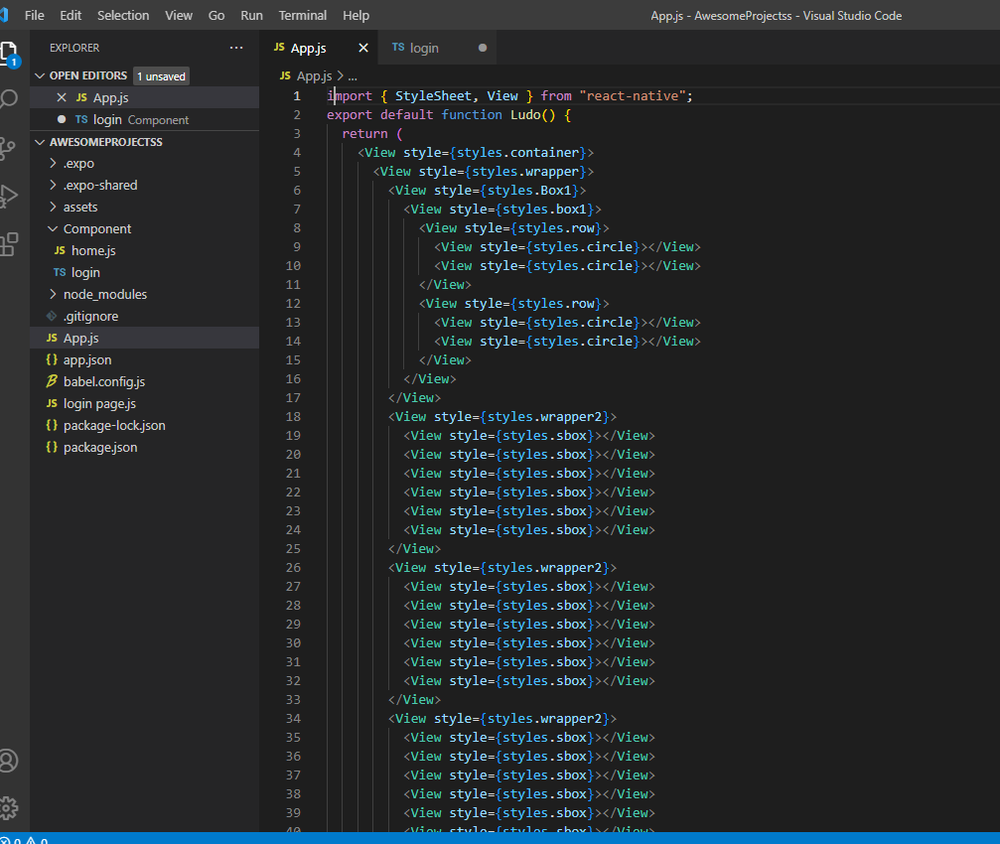 File Edit Selection View Go Run Terminal Help App.js - AwesomeProjectss - Visual Studio Code
EXPLORER ...
1
OPEN EDITORS 1 unsaved
JS App.js
TS login Component
AWESOMEPROJECTSS
.expo
.expo-shared
assets
Component
JS home.js
TS login
node_modules
.gitignore
JS App.js
{} app.json
babel.config.js
JS login page.js
{} package-lock.json
{} package.json
JS App.js × TS login
JS App.js > ...
1 import { StyleSheet, View } from "react-native";
2 export default function Ludo() {
3 return (
4 <View style={styles.container}>
5 <View style={styles.wrapper}>
6 <View style={styles.Box1}>
7 <View style={styles.box1}>
8 <View style={styles.row}>
9 <View style={styles.circle}></View>
10 <View style={styles.circle}></View>
11 </View>
12 <View style={styles.row}>
13 <View style={styles.circle}></View>
14 <View style={styles.circle}></View>
15 </View>
16 </View>
17 </View>
18 <View style={styles.wrapper2}>
19 <View style={styles.sbox}></View>
20 <View style={styles.sbox}></View>
21 <View style={styles.sbox}></View>
22 <View style={styles.sbox}></View>
23 <View style={styles.sbox}></View>
24 <View style={styles.sbox}></View>
25 </View>
26 <View style={styles.wrapper2}>
27 <View style={styles.sbox}></View>
28 <View style={styles.sbox}></View>
29 <View style={styles.sbox}></View>
30 <View style={styles.sbox}></View>
31 <View style={styles.sbox}></View>
32 <View style={styles.sbox}></View>
33 </View>
34 <View style={styles.wrapper2}>
35 <View style={styles.sbox}></View>
36 <View style={styles.sbox}></View>
37 <View style={styles.sbox}></View>
38 <View style={styles.sbox}></View>
39 <View style={styles.sbox}></View>
40 <View style={styles.sbox}></View>
0 0